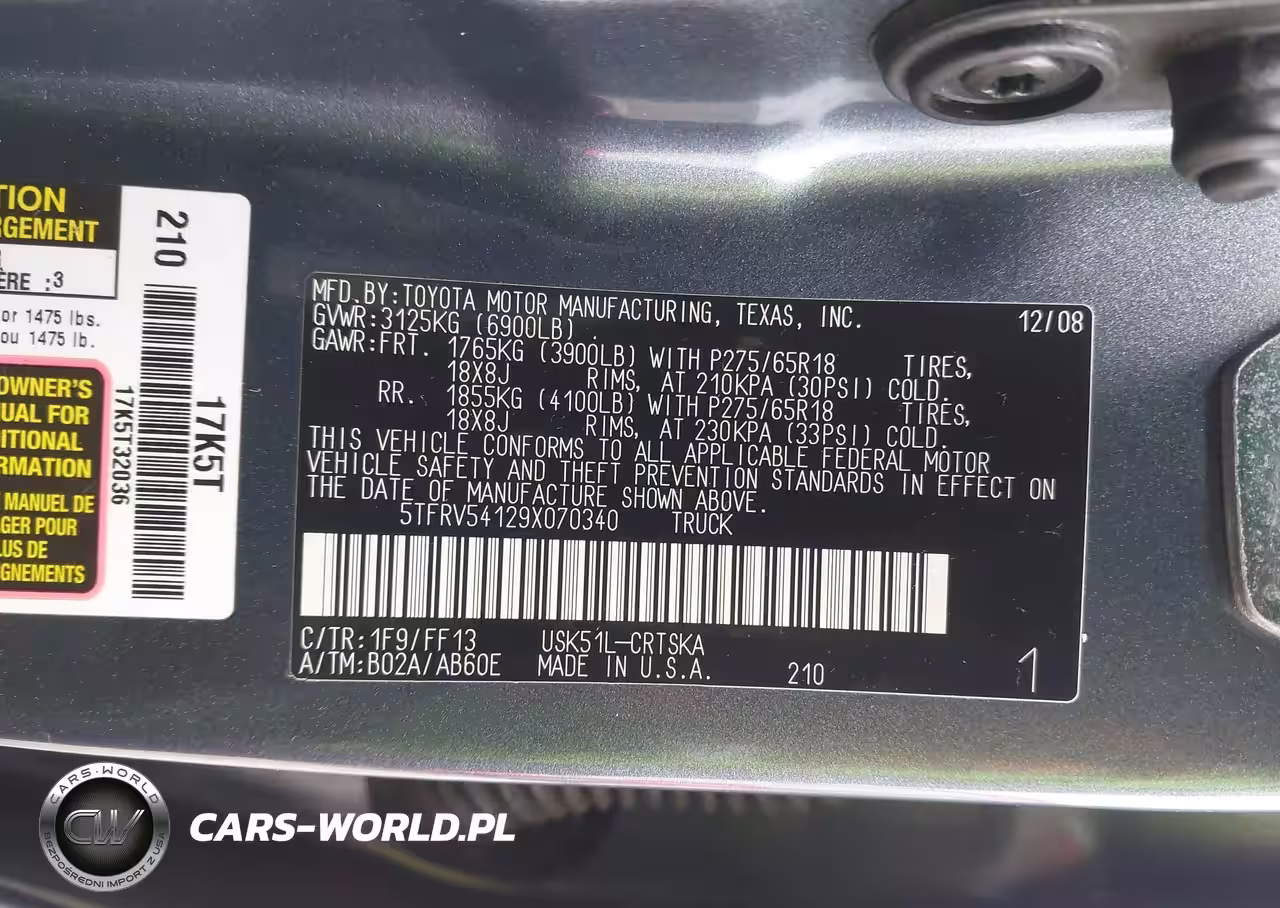 TION
RGEMENT
ÈRE :3
or 1475 lbs.
ou 1475 lb.
OWNER'S
UAL FOR
DITIONAL
RMATION
MANUEL DE
GER POUR
LUS DE
GNEMENTS
210
17K5T32036
17K5T
MFD.BY:TOYOTA MOTOR MANUFACTURING, TEXAS, INC. 12/08
GVWR:3125KG (6900LB)
GAWR:FRT. 1765KG (3900LB) WITH P275/65R18 TIRES,
18X8J RIMS, AT 210KPA (30PSI) COLD.
RR. 1855KG (4100LB) WITH P275/65R18 TIRES,
18X8J RIMS, AT 230KPA (33PSI) COLD.
THIS VEHICLE CONFORMS TO ALL APPLICABLE FEDERAL MOTOR
VEHICLE SAFETY AND THEFT PREVENTION STANDARDS IN EFFECT ON
THE DATE OF MANUFACTURE SHOWN ABOVE.
5TFRV54129X070340 TRUCK
C/TR:1F9/FF13 USK51L-CRTSKA
A/TM:B02A/AB60E MADE IN U.S.A. 210 1
CARS-WORLD
CW
BEZPOŚREDNI IMPORT Z USA
CARS-WORLD.PL